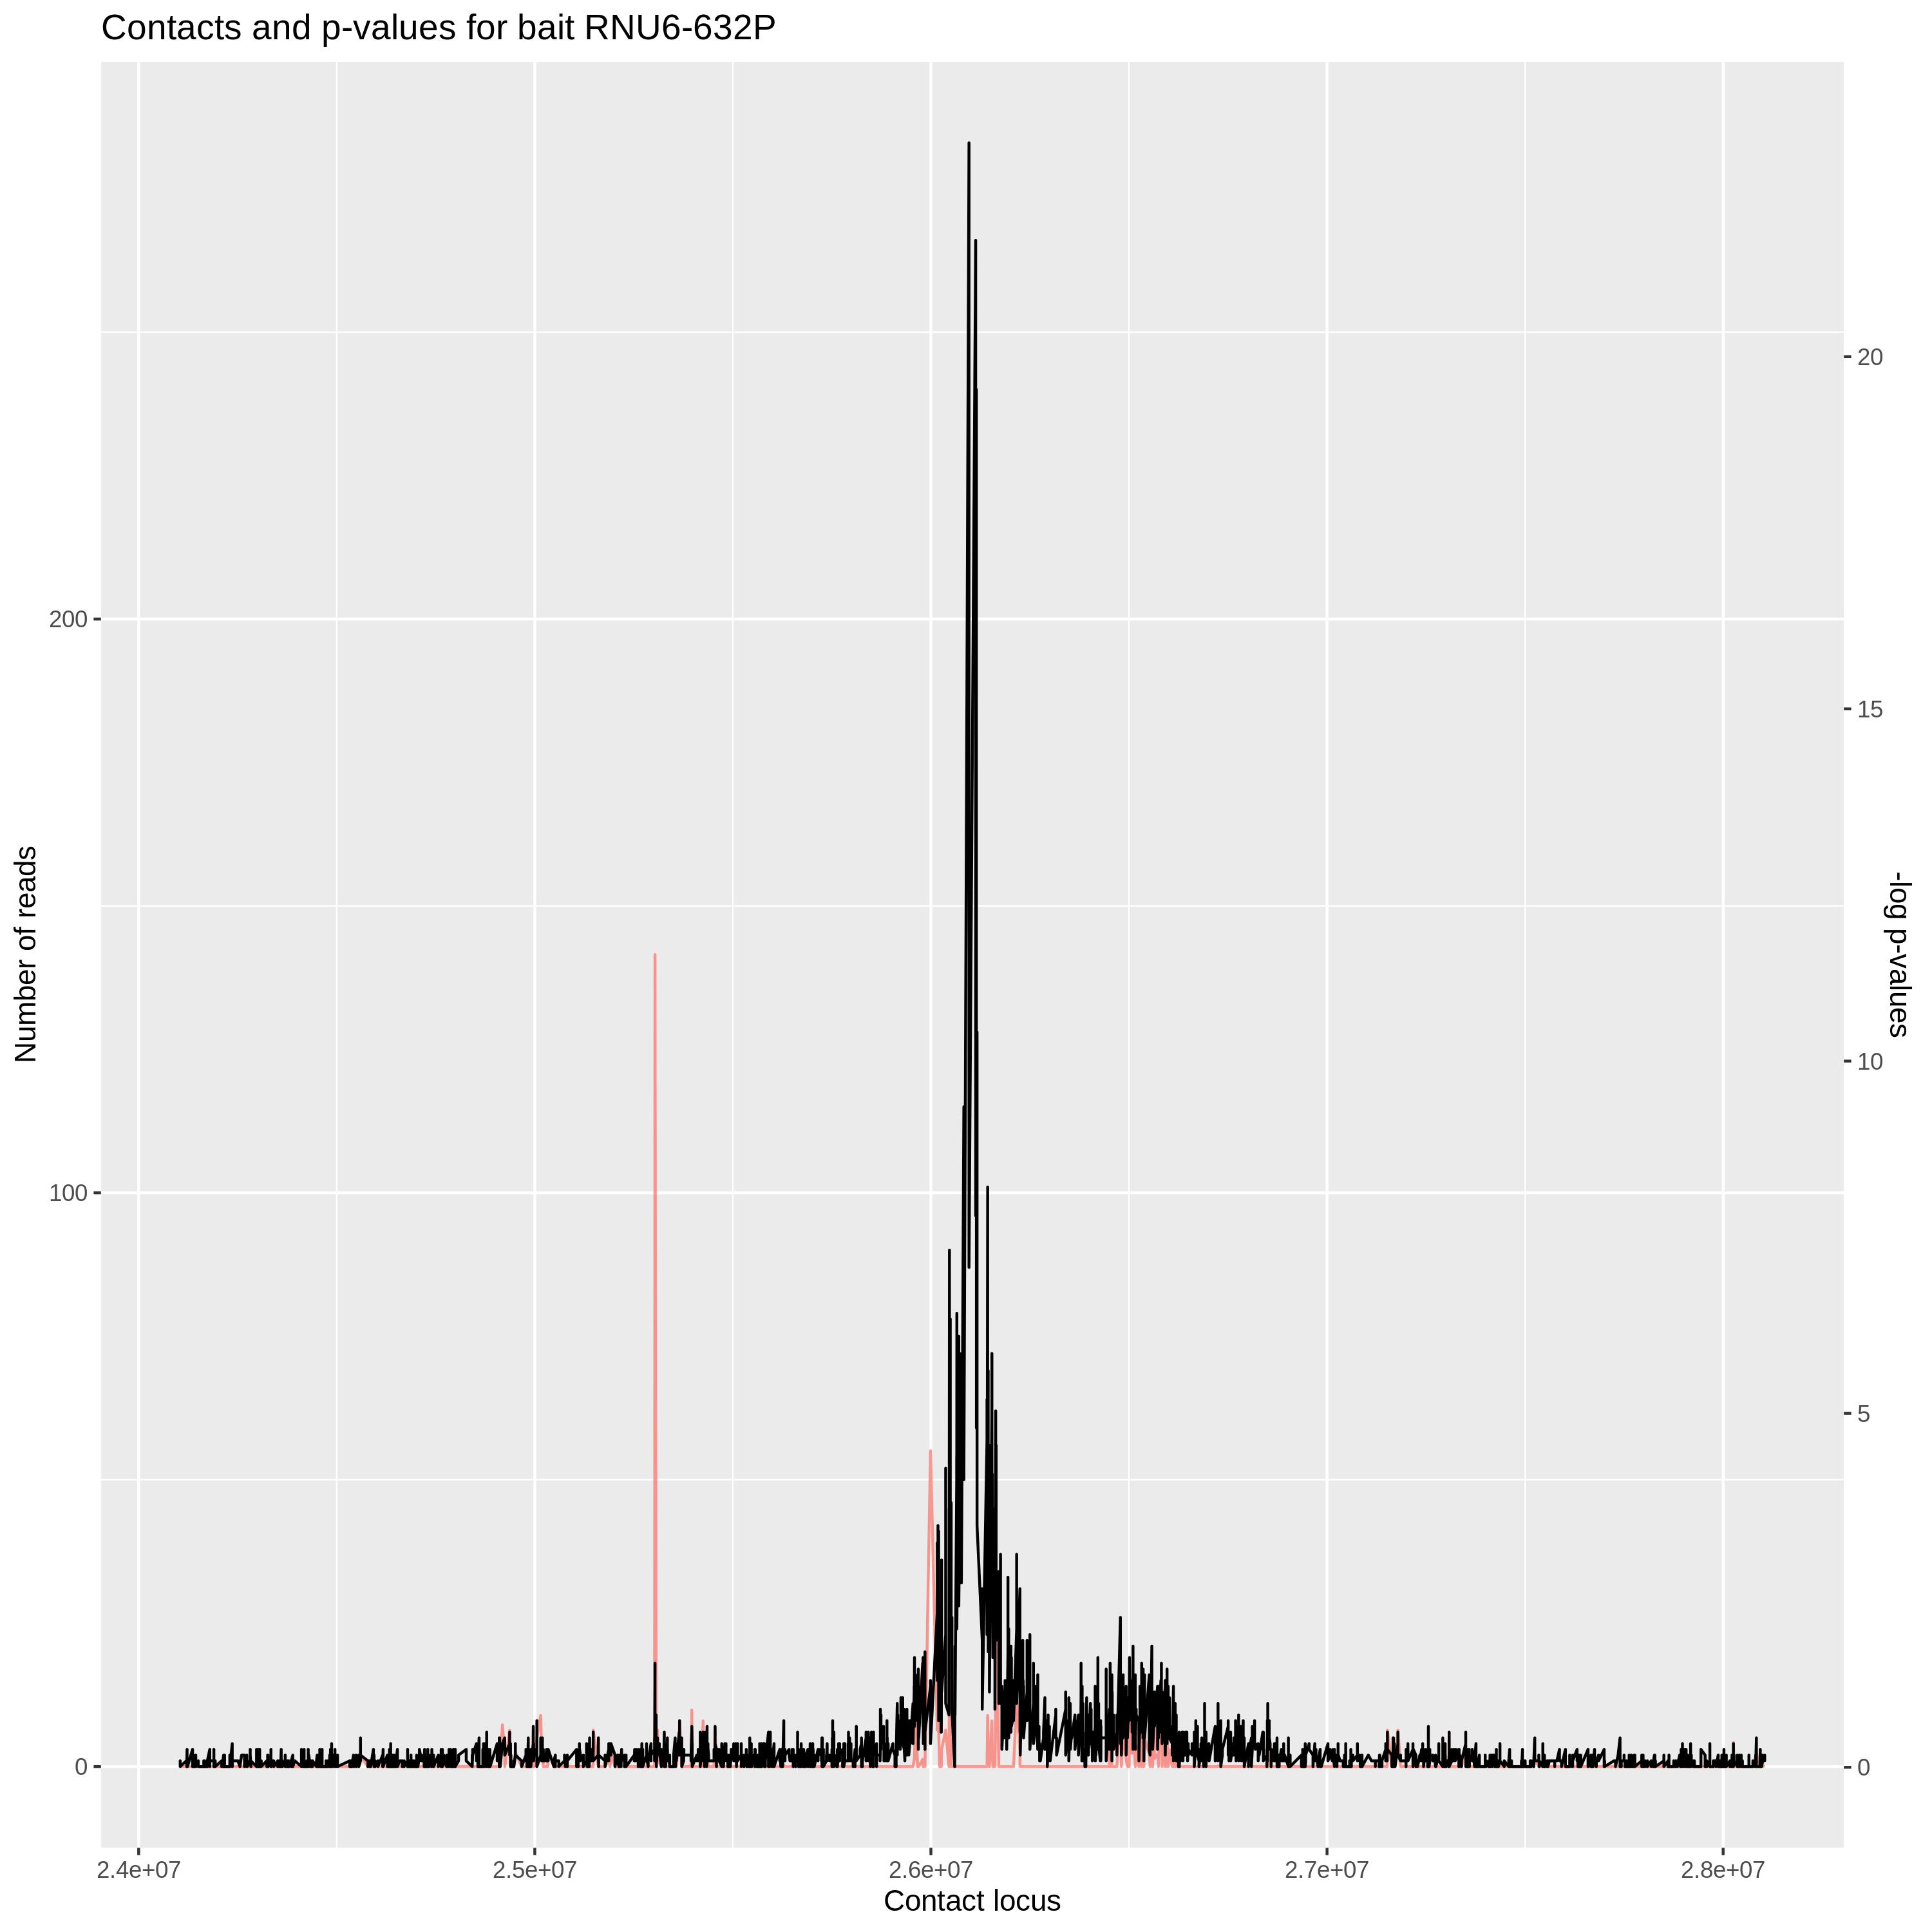 Contacts and p-values for bait RNU6-632P
Number of reads
200
100
0
20
15
10
5
0
-log p-values
2.4e+07 2.5e+07 2.6e+07 2.7e+07 2.8e+07
Contact locus